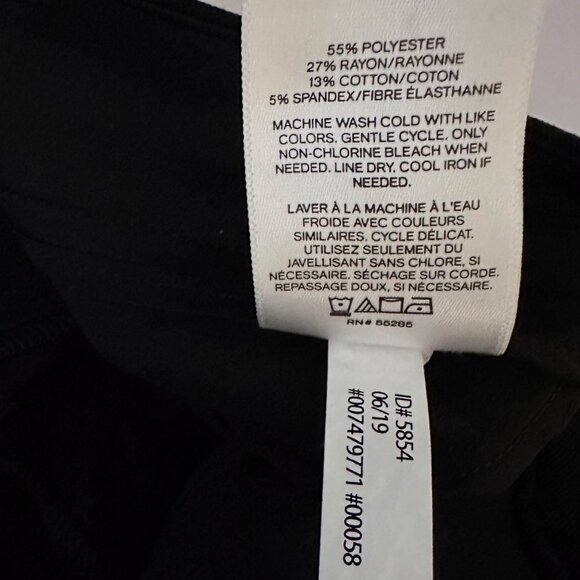 55% POLYESTER
27% RAYON/RAYONNE
13% COTTON/COTON
5% SPANDEX/FIBRE ÉLASTHANNE
MACHINE WASH COLD WITH LIKE
COLORS. GENTLE CYCLE. ONLY
NON-CHLORINE BLEACH WHEN
NEEDED. LINE DRY. COOL IRON IF
NEEDED.
LAVER À LA MACHINE À L'EAU
FROIDE AVEC COULEURS
SIMILAIRES. CYCLE DÉLICAT.
UTILISEZ SEULEMENT DU
JAVELLISANT SANS CHLORE, SI
NÉCESSAIRE. SÉCHAGE SUR CORDE.
REPASSAGE DOUX, SI NÉCESSAIRE.
RN# 55285
ID# 5854
06/19
#007479771 #00058